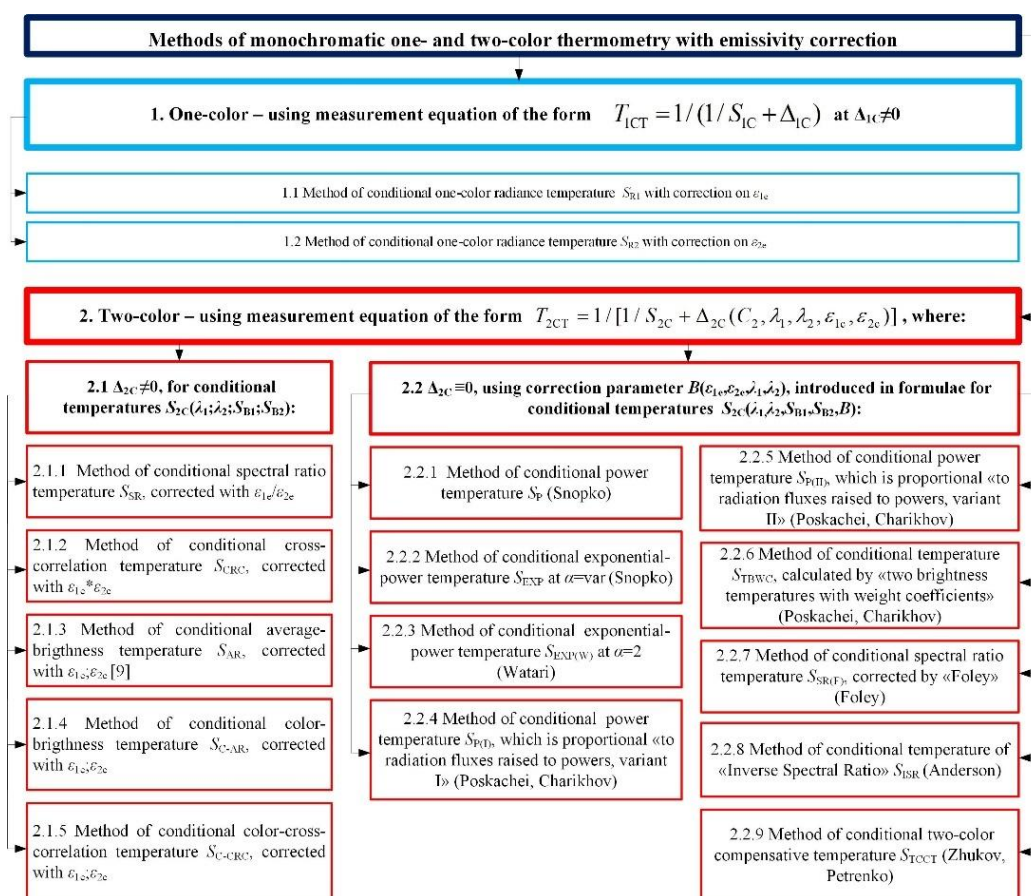 Methods of monochromatic one- and two-color thermometry with emissivity correction
1. One-color – using measurement equation of the form T1CT = 1/(1/S1C + Δ1C) at Δ1C≠0
1.1 Method of conditional one-color radiance temperature SR1 with correction on ε1e
1.2 Method of conditional one-color radiance temperature SR2 with correction on ε2e
2. Two-color – using measurement equation of the form T2CT = 1/[1/S2C + Δ2C(C2,λ1,λ2,ε1e,ε2e)] , where:
2.1 Δ2C≠0, for conditional
temperatures S2C(λ1;λ2;SB1;SB2):
2.1.1 Method of conditional spectral ratio
temperature SSR, corrected with ε1e/ε2e
2.1.2 Method of conditional cross-
correlation temperature SCRC, corrected
with ε1e*ε2e
2.1.3 Method of conditional average-
brigthness temperature SAR, corrected
with ε1e;ε2e [9]
2.1.4 Method of conditional color-
brigthness temperature SC-AR, corrected
with ε1e;ε2e
2.1.5 Method of conditional color-cross-
correlation temperature SC-CRC, corrected
with ε1e;ε2e
2.2 Δ2C≡0, using correction parameter B(ε1e,ε2e,λ1,λ2), introduced in formulae for
conditional temperatures S2C(λ1,λ2,SB1,SB2,B):
2.2.1 Method of conditional power
temperature SP (Snopko)
2.2.2 Method of conditional exponential-
power temperature SEXP at α=var (Snopko)
2.2.3 Method of conditional exponential-
power temperature SEXP(W) at α=2
(Watari)
2.2.4 Method of conditional power
temperature SP(I), which is proportional «to
radiation fluxes raised to powers, variant
I» (Poskachei, Charikhov)
2.2.5 Method of conditional power
temperature SP(II), which is proportional «to
radiation fluxes raised to powers, variant
II» (Poskachei, Charikhov)
2.2.6 Method of conditional temperature
STBWC, calculated by «two brightness
temperatures with weight coefficients»
(Poskachei, Charikhov)
2.2.7 Method of conditional spectral ratio
temperature SSR(F), corrected by «Foley»
(Foley)
2.2.8 Method of conditional temperature of
«Inverse Spectral Ratio» SISR (Anderson)
2.2.9 Method of conditional two-color
compensative temperature STCCT (Zhukov,
Petrenko)